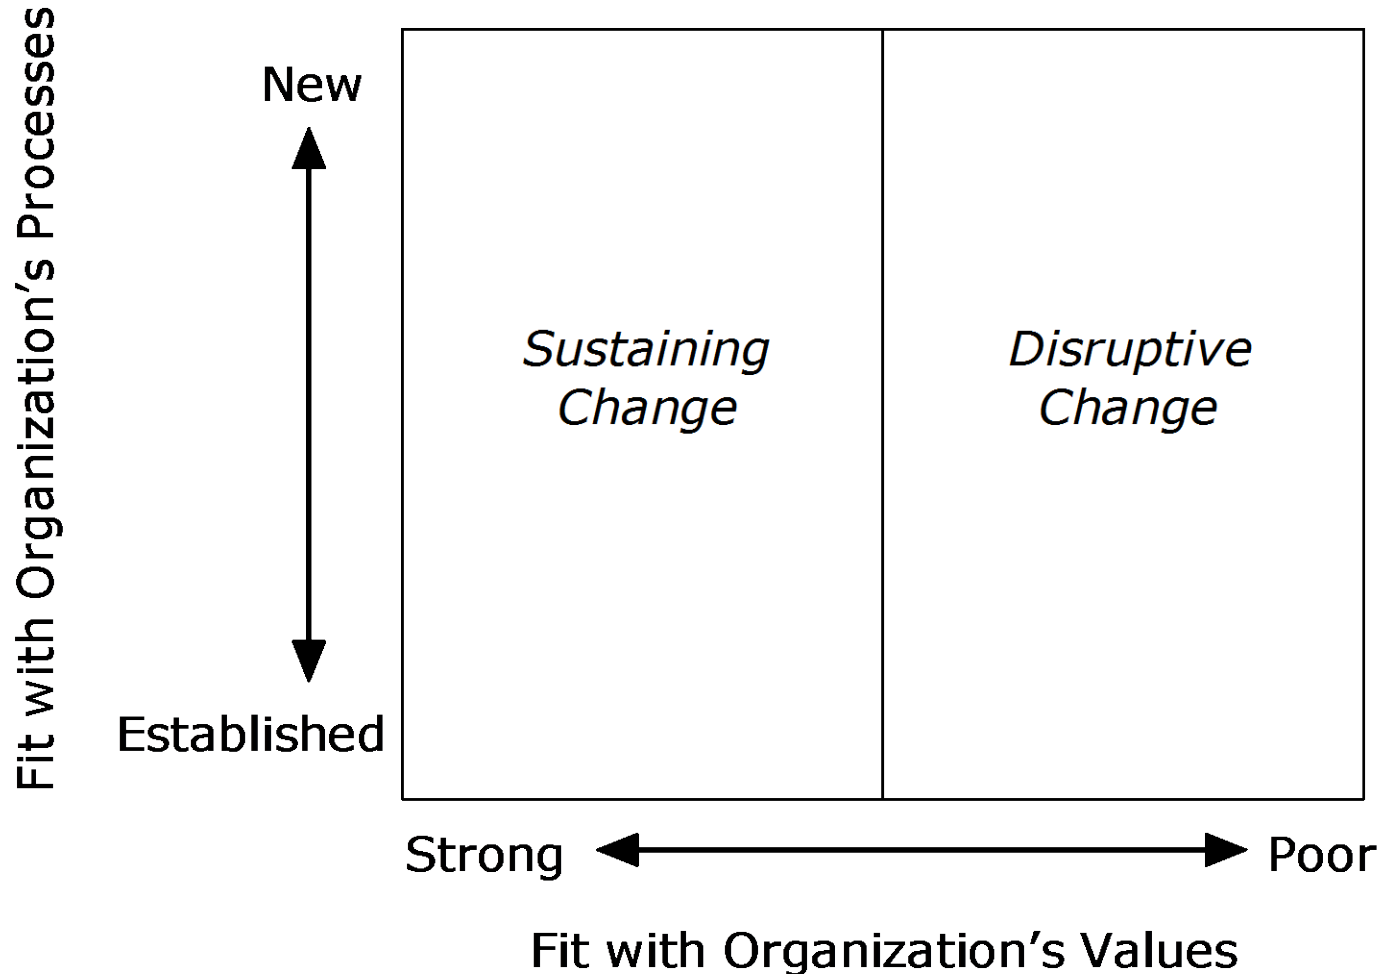 Fit with Organization’s Processes
New
Sustaining
Change
Disruptive
Change
Established
Strong
Poor
Fit with Organization’s Values